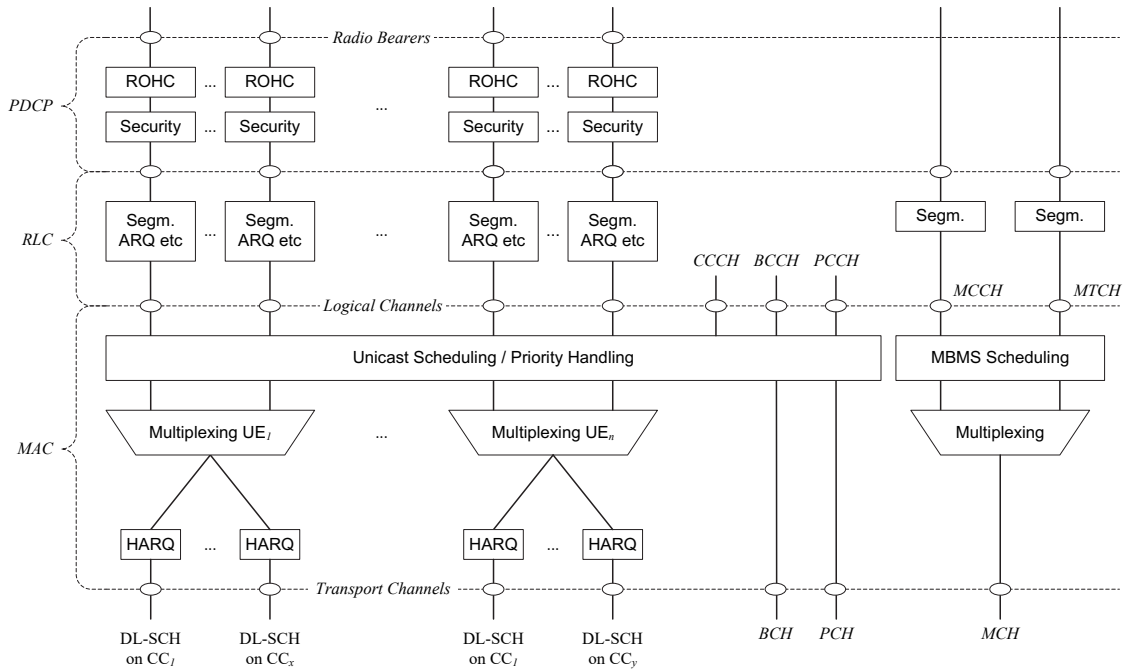 Radio Bearers
ROHC ... ROHC ROHC ... ROHC
PDCP ...
Security ... Security Security ... Security
Segm. ARQ etc ... Segm. ARQ etc ... Segm. ARQ etc ... Segm. ARQ etc Segm. Segm.
RLC
CCCH BCCH PCCH
MCCH MTCH
Logical Channels
Unicast Scheduling / Priority Handling MBMS Scheduling
Multiplexing UE1 ... Multiplexing UEn Multiplexing
MAC
HARQ ... HARQ HARQ ... HARQ
Transport Channels
DL-SCH DL-SCH DL-SCH DL-SCH BCH PCH MCH
on CC1 on CCx on CC1 on CCy